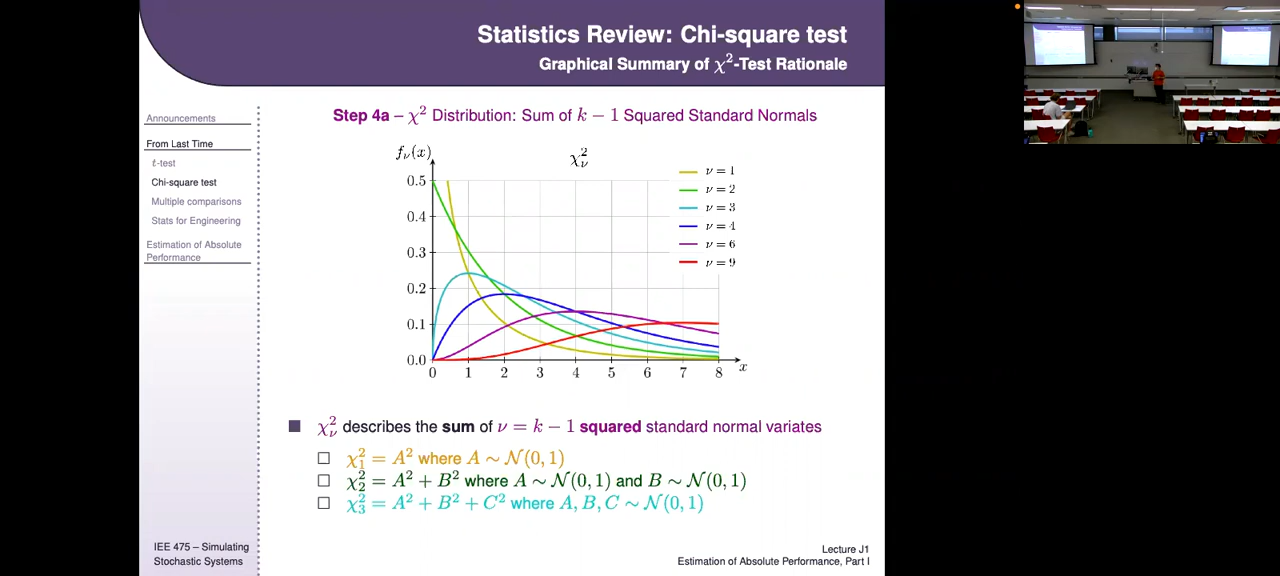 Statistics Review: Chi-square test
Graphical Summary of χ²-Test Rationale
Announcements
From Last Time
t-test
Chi-square test
Multiple comparisons
Stats for Engineering
Estimation of Absolute
Performance
Step 4a – χ² Distribution: Sum of k − 1 Squared Standard Normals
fᵥ(x)
χ²ᵥ
0.5
0.4
0.3
0.2
0.1
0.0
0 1 2 3 4 5 6 7 8
x
ν = 1
ν = 2
ν = 3
ν = 4
ν = 6
ν = 9
χ²ᵥ describes the sum of ν = k − 1 squared standard normal variates
χ²₁ = A² where A ∼ N(0, 1)
χ²₂ = A² + B² where A ∼ N(0, 1) and B ∼ N(0, 1)
χ²₃ = A² + B² + C² where A, B, C ∼ N(0, 1)
IEE 475 – Simulating
Stochastic Systems
Lecture J1
Estimation of Absolute Performance, Part I